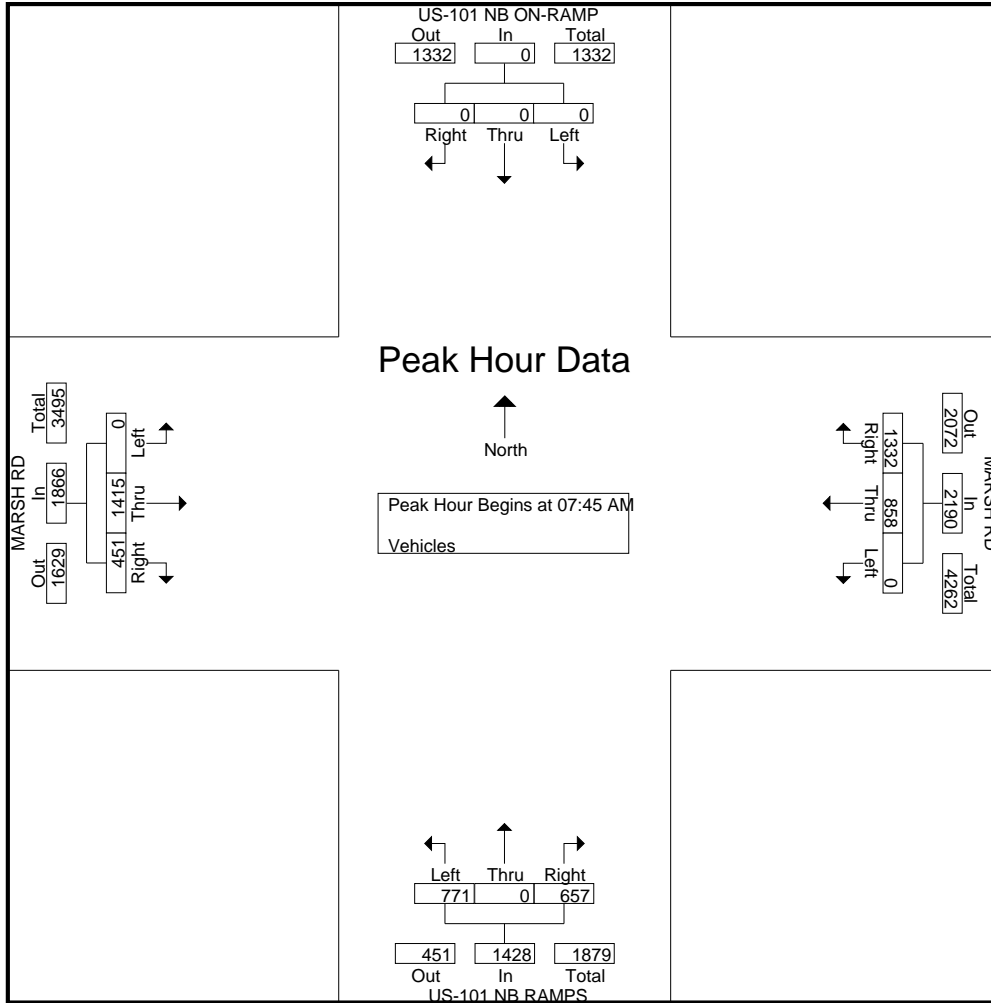 US-101 NB ON-RAMP
Out In Total
1332 0 1332
0 0 0
Right Thru Left
Peak Hour Data
North
Peak Hour Begins at 07:45 AM
Vehicles
MARSH RD
Total In Out
3495 1866 1629
0 1415 451
Left Thru Right
Right Thru Left
1332 858 0
2072 2190 4262
Out In Total
MARSH RD
Left Thru Right
771 0 657
451 1428 1879
Out In Total
US-101 NB RAMPS